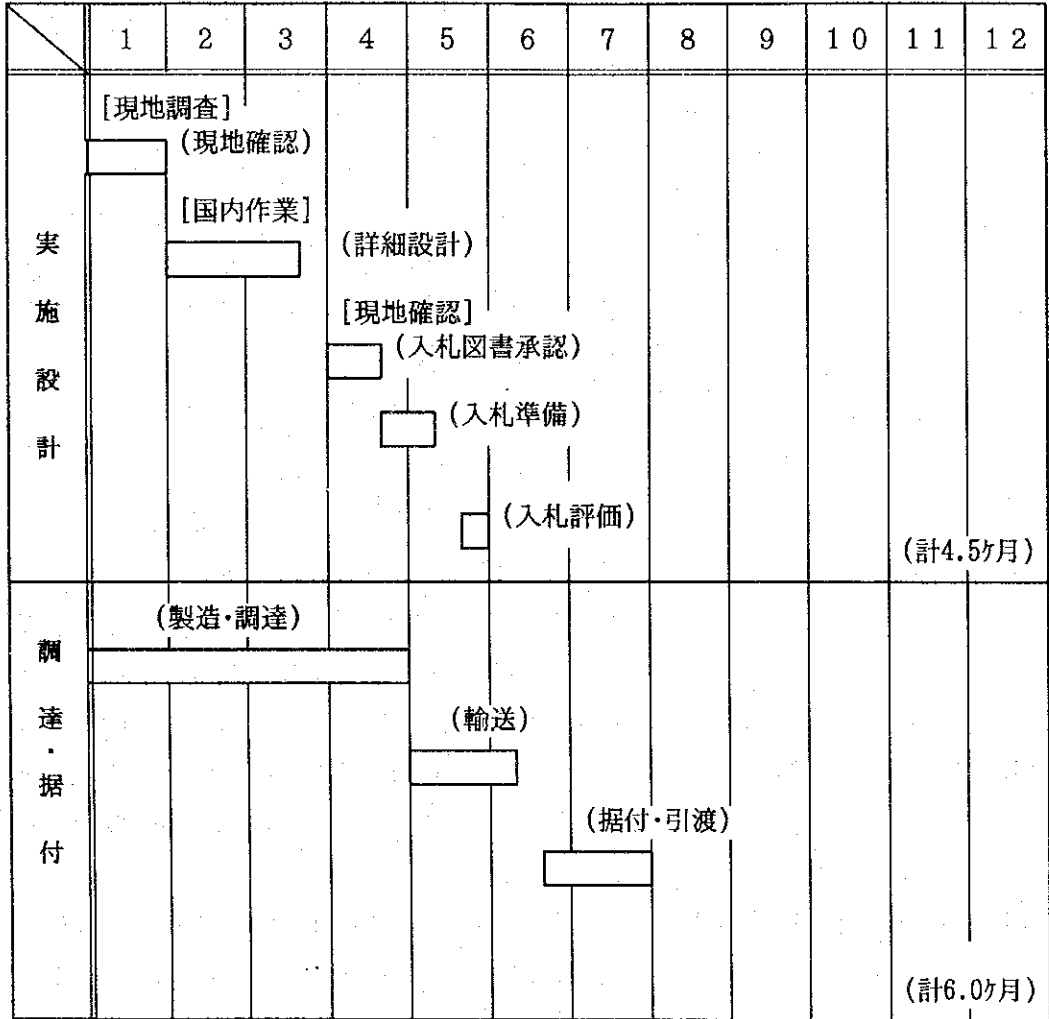 1 2 3 4 5 6 7 8 9 10 11 12
実施設計
[現地調査]
(現地確認)
[国内作業]
(詳細設計)
[現地確認]
(入札図書承認)
(入札準備)
(入札評価)
(計4.5ケ月)
調達・据付
(製造・調達)
(輸送)
(据付・引渡)
(計6.0ケ月)